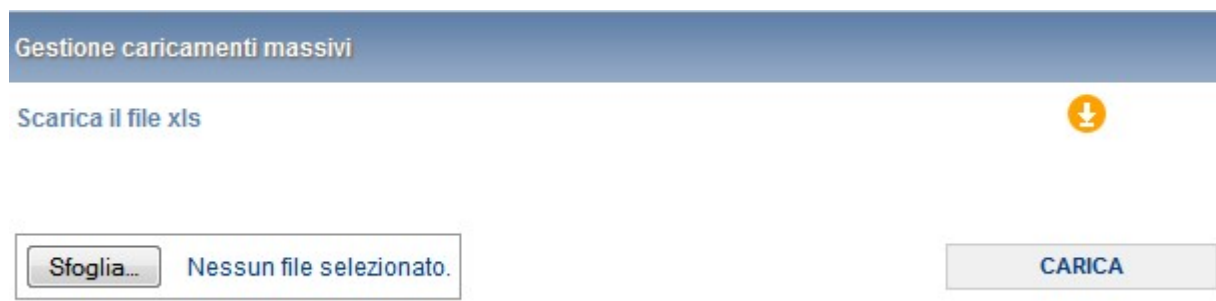 Gestione caricamenti massivi
Scarica il file xls
Sfoglia... Nessun file selezionato.
CARICA